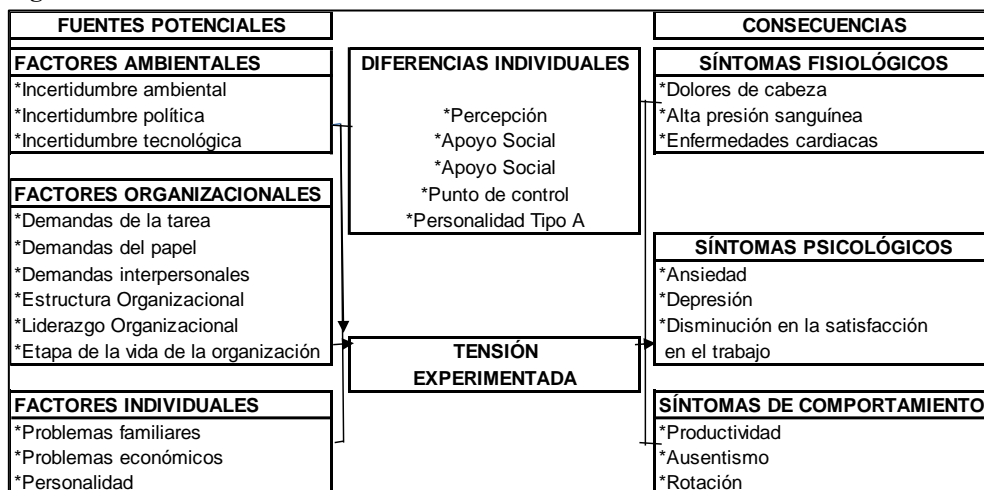 FUENTES POTENCIALES
FACTORES AMBIENTALES
*Incertidumbre ambiental
*Incertidumbre política
*Incertidumbre tecnológica
FACTORES ORGANIZACIONALES
*Demandas de la tarea
*Demandas del papel
*Demandas interpersonales
*Estructura Organizacional
*Liderazgo Organizacional
*Etapa de la vida de la organización
FACTORES INDIVIDUALES
*Problemas familiares
*Problemas económicos
*Personalidad
DIFERENCIAS INDIVIDUALES
*Percepción
*Apoyo Social
*Apoyo Social
*Punto de control
*Personalidad Tipo A
TENSIÓN
EXPERIMENTADA
CONSECUENCIAS
SÍNTOMAS FISIOLÓGICOS
*Dolores de cabeza
*Alta presión sanguínea
*Enfermedades cardiacas
SÍNTOMAS PSICOLÓGICOS
*Ansiedad
*Depresión
*Disminución en la satisfacción
en el trabajo
SÍNTOMAS DE COMPORTAMIENTO
*Productividad
*Ausentismo
*Rotación